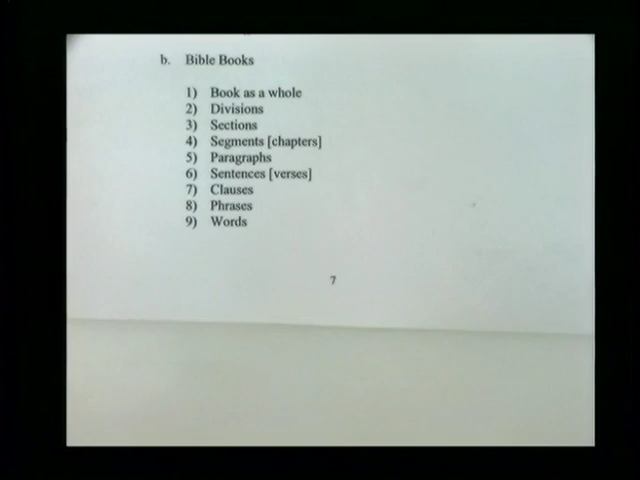 b. Bible Books
1) Book as a whole
2) Divisions
3) Sections
4) Segments [chapters]
5) Paragraphs
6) Sentences [verses]
7) Clauses
8) Phrases
9) Words
7